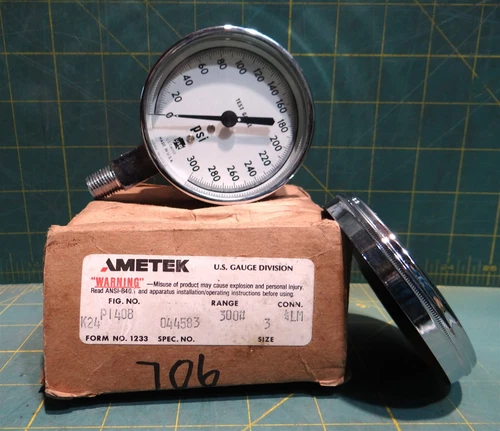 0 20 40 60 80 100 120 140 160 180 200 220 240 260 280 300
psi
AMETEK U.S. GAUGE DIVISION
"WARNING" —Misuse of product may cause explosion and personal injury.
Read ANSI-B40.1 and apparatus installation/operating instructions before using.
FIG. NO. RANGE CONN.
K24 P1408 044583 300# 3 ¼LM
FORM NO. 1233 SPEC. NO. SIZE
706